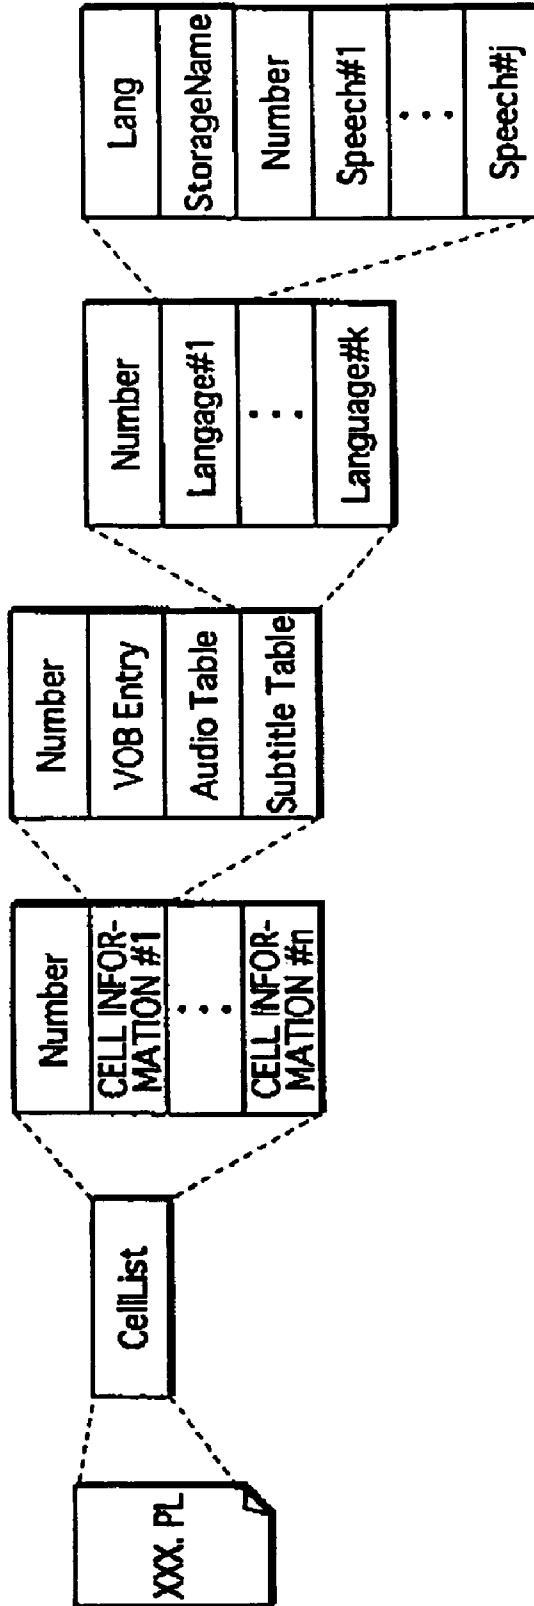 XXX. PL
CellList
Number
CELL INFOR-
MATION #1
...
CELL INFOR-
MATION #n
Number
VOB Entry
Audio Table
Subtitle Table
Number
Langage#1
...
Language#k
Lang
StorageName
Number
Speech#1
...
Speech#j